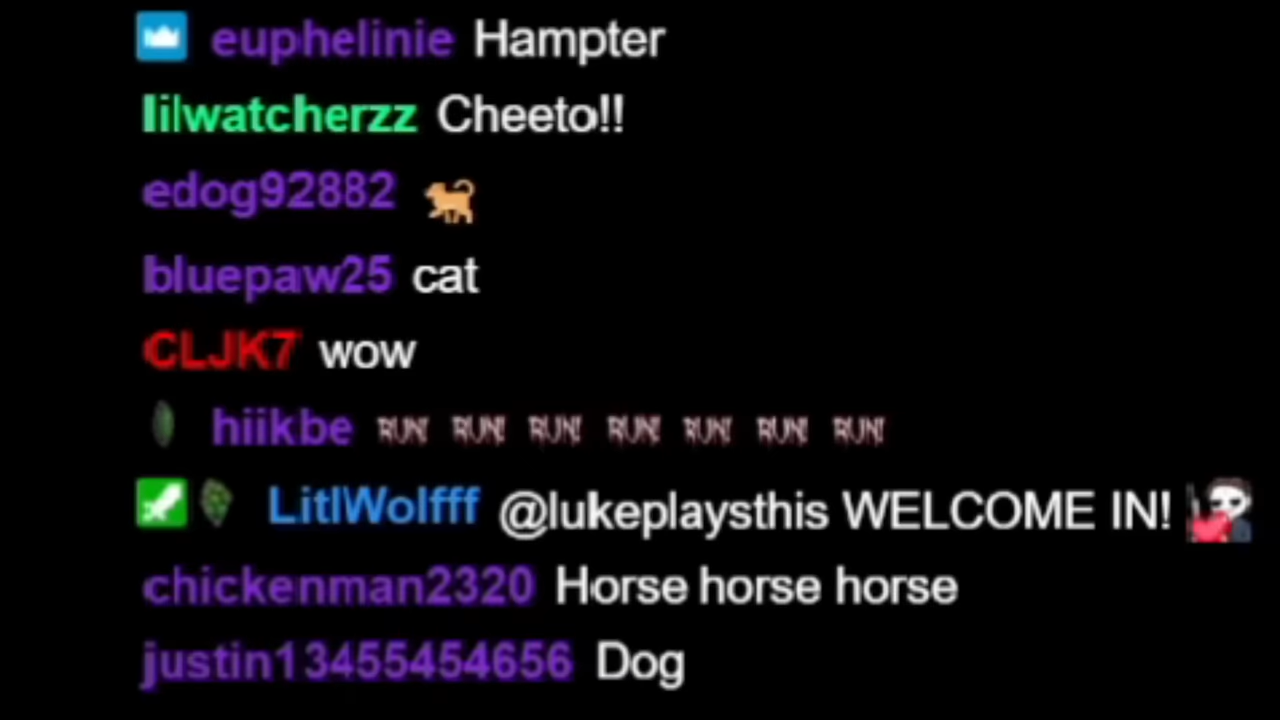 euphelinie Hampter
lilwatcherzz Cheeto!!
edog92882
bluepaw25 cat
CLJK7 wow
hiikbe RUN! RUN! RUN! RUN! RUN! RUN! RUN!
LitlWolfff @lukeplaysthis WELCOME IN!
chickenman2320 Horse horse horse
justin13455454656 Dog